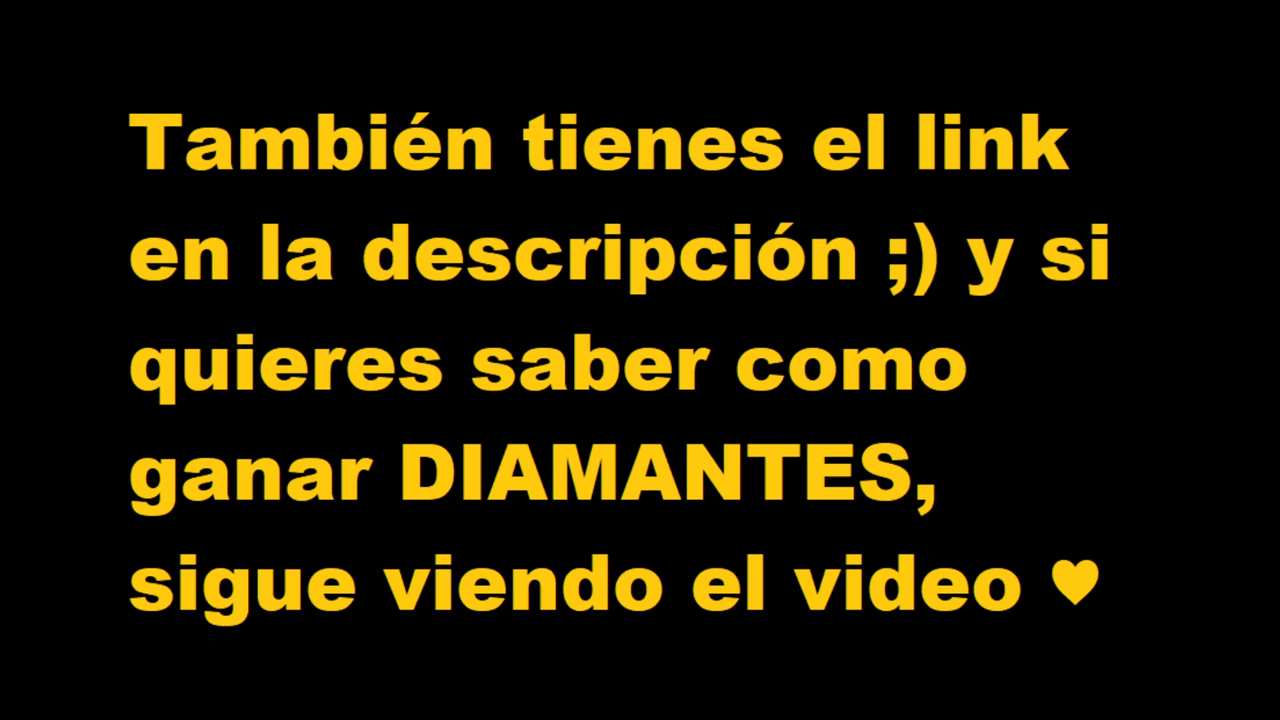 También tienes el link
en la descripción ;) y si
quieres saber como
ganar DIAMANTES,
sigue viendo el video ♥